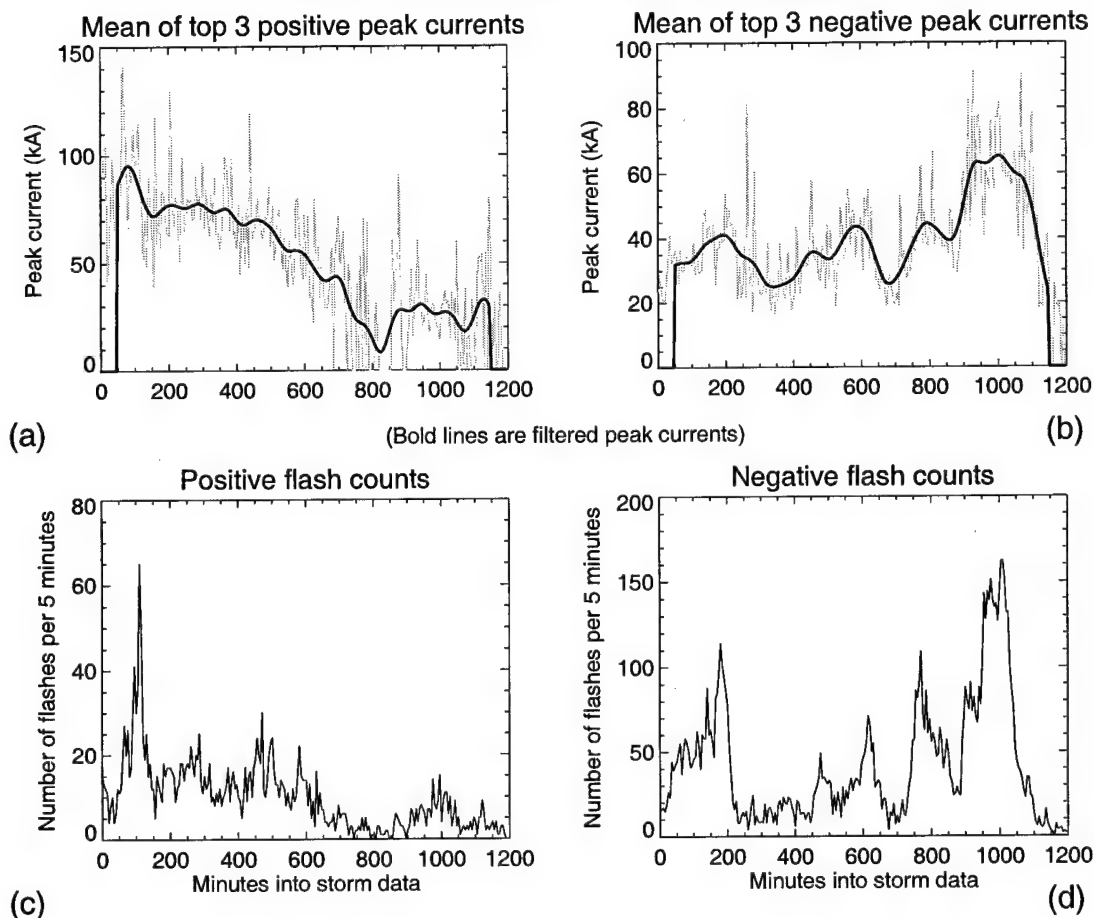 Mean of top 3 positive peak currents
Mean of top 3 negative peak currents
Peak current (kA)
150
100
50
0
0 200 400 600 800 1000 1200
Peak current (kA)
100
80
60
40
20
0
0 200 400 600 800 1000 1200
(a)
(Bold lines are filtered peak currents)
(b)
Positive flash counts
Negative flash counts
Number of flashes per 5 minutes
80
60
40
20
0
0 200 400 600 800 1000 1200
Minutes into storm data
Number of flashes per 5 minutes
200
150
100
50
0
0 200 400 600 800 1000 1200
Minutes into storm data
(c)
(d)